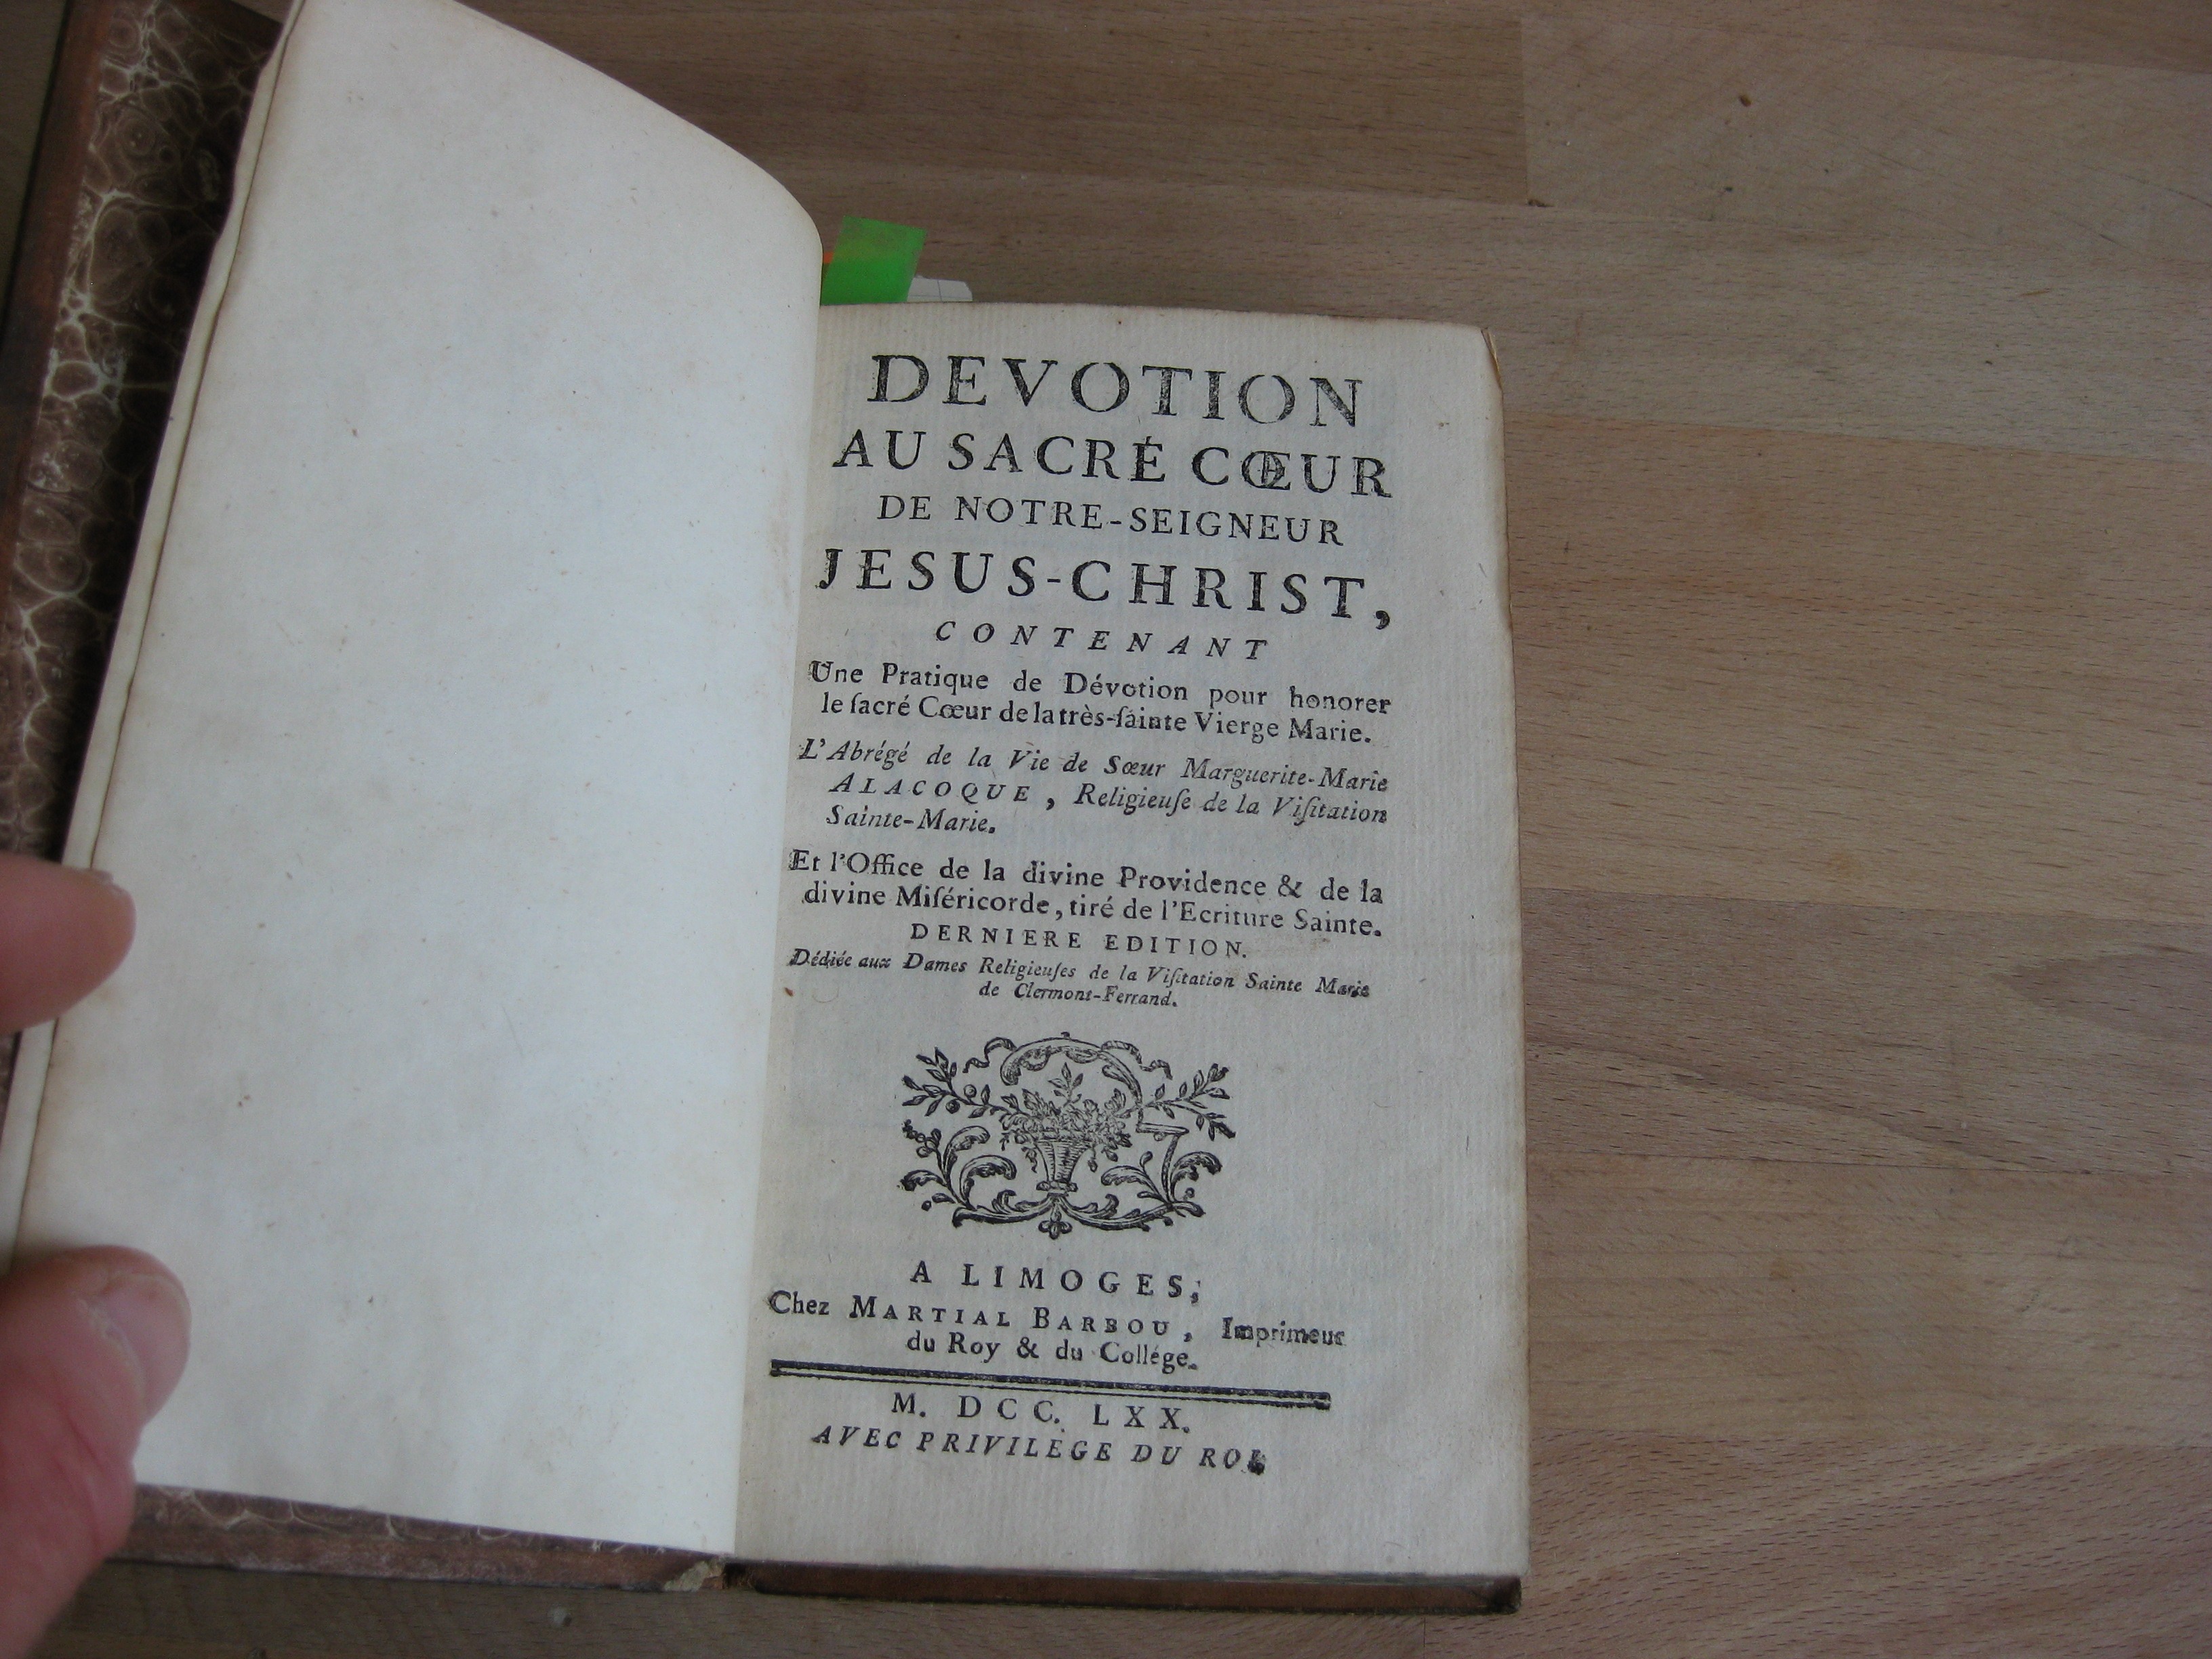 DEVOTION
AU SACRÉ CŒUR
DE NOTRE-SEIGNEUR
JESUS-CHRIST,
CONTENANT
Une Pratique de Dévotion pour honorer
le ſacré Cœur de la très-ſainte Vierge Marie.
L'Abrégé de la Vie de Sœur Marguerite-Marie
ALACOQUE, Religieuſe de la Viſitation
Sainte-Marie.
Et l'Office de la divine Providence & de la
divine Miſéricorde, tiré de l'Ecriture Sainte.
DERNIERE EDITION.
Dédiée aux Dames Religieuſes de la Viſitation Sainte Marie
de Clermont-Ferrand.
A LIMOGES,
Chez MARTIAL BARBOU, Imprimeur
du Roy & du Collége.
M. DCC. LXX.
AVEC PRIVILÈGE DU ROI.